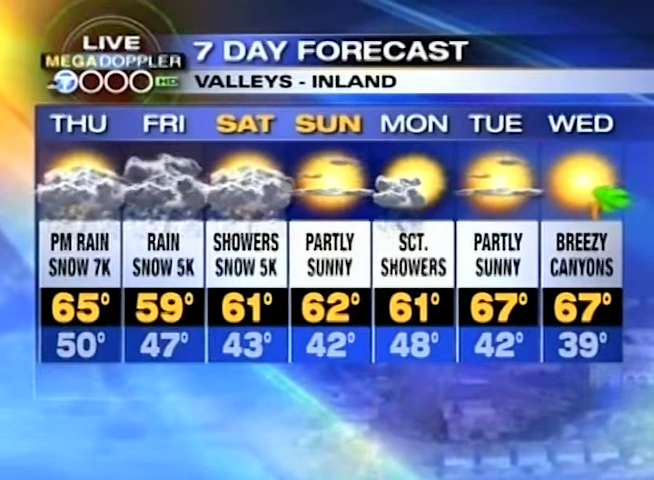 LIVE
MEGADOPPLER
7000 HD
7 DAY FORECAST
VALLEYS - INLAND
THU FRI SAT SUN MON TUE WED
PM RAIN RAIN SHOWERS PARTLY SCT. PARTLY BREEZY
SNOW 7K SNOW 5K SNOW 5K SUNNY SHOWERS SUNNY CANYONS
65° 59° 61° 62° 61° 67° 67°
50° 47° 43° 42° 48° 42° 39°